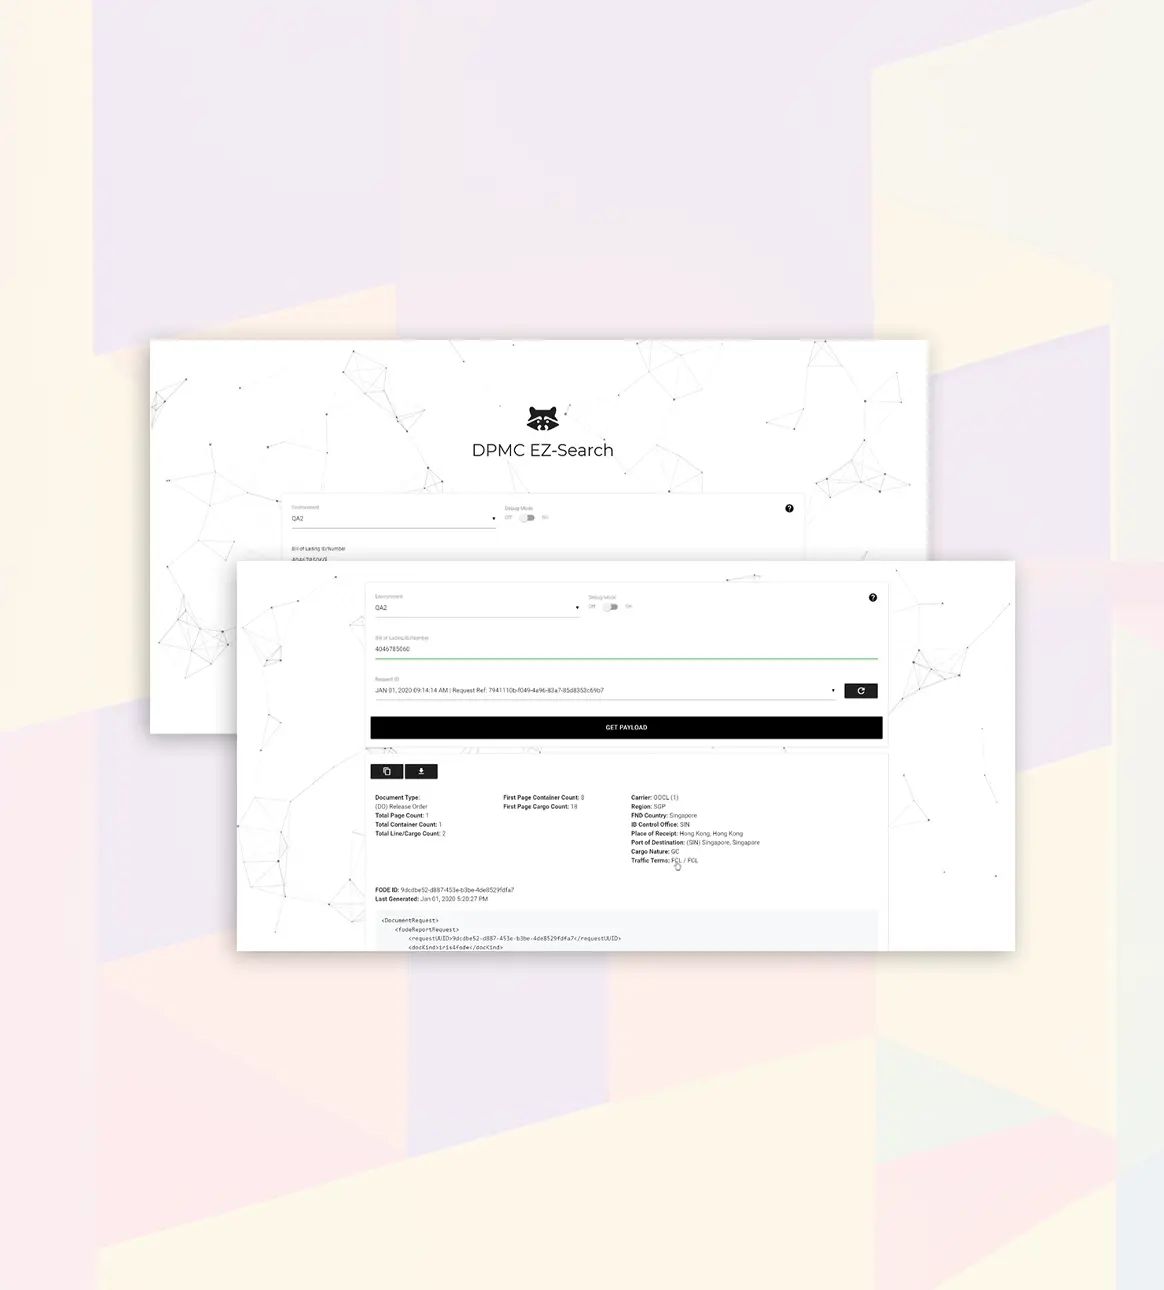 DPMC EZ-Search
Environment
Debug Mode
QA2
Off
On
Bill of Lading ID/Number
4046785060
Environment
Debug Mode
QA2
Off
On
Bill of Lading ID/Number
4046785060
Request ID
JAN 01, 2020 09:14:14 AM | Request Ref: 7941110b-f049-4a96-83a7-85d8353c69b7
GET PAYLOAD
Document Type:
(DO) Release Order
Total Page Count: 1
Total Container Count: 1
Total Line/Cargo Count: 2
First Page Container Count: 8
First Page Cargo Count: 18
Carrier: OOCL (1)
Region: SGP
FND Country: Singapore
IB Control Office: SIN
Place of Receipt: Hong Kong, Hong Kong
Port of Destination: (SIN) Singapore, Singapore
Cargo Nature: GC
Traffic Terms: FCL / FCL
FODE ID: 9dcdbe52-d887-453e-b3be-4de8529fdfa7
Last Generated: Jan 01, 2020 5:20:27 PM
<DocumentRequest>
<fodeReportRequest>
<requestUUID>9dcdbe52-d887-453e-b3be-4de8529fdfa7</requestUUID>
<docKind>iris4fode</docKind>